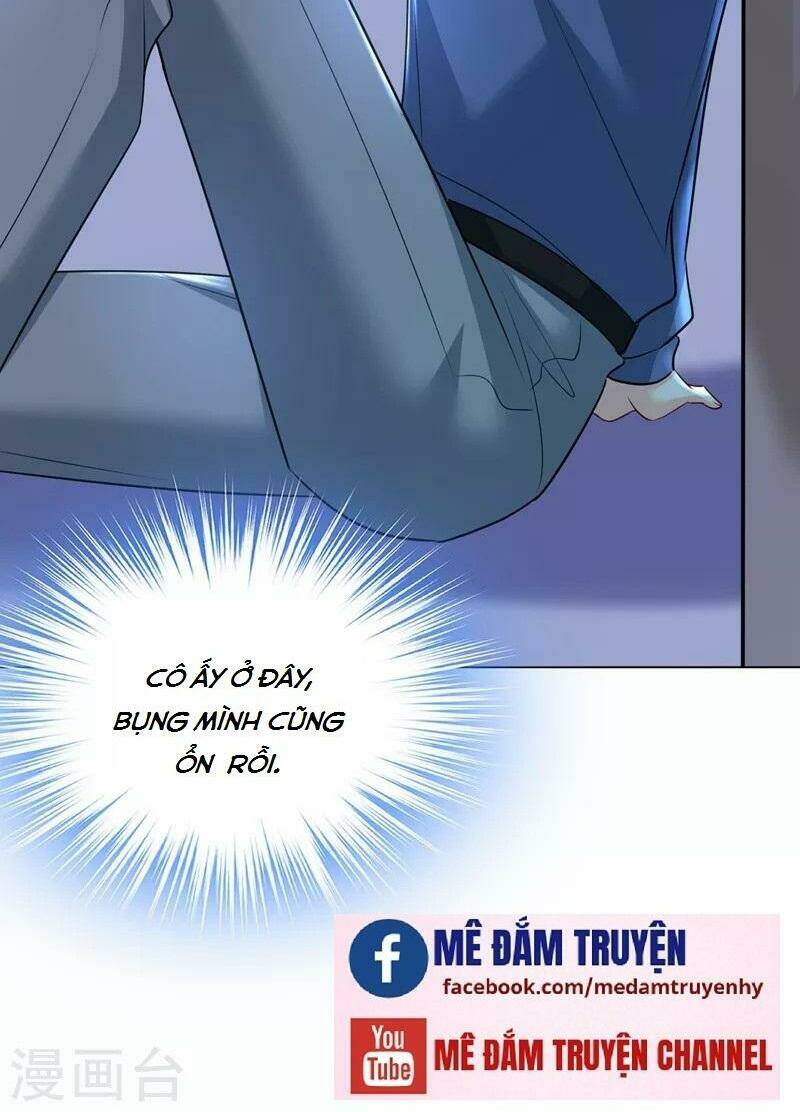 CÔ ẤY Ở ĐÂY,
BỤNG MÌNH CŨNG
ỔN RỒI.
f MÊ ĐẮM TRUYỆN
facebook.com/medamtruyenhy
You
Tube MÊ ĐẮM TRUYỆN CHANNEL
漫画台